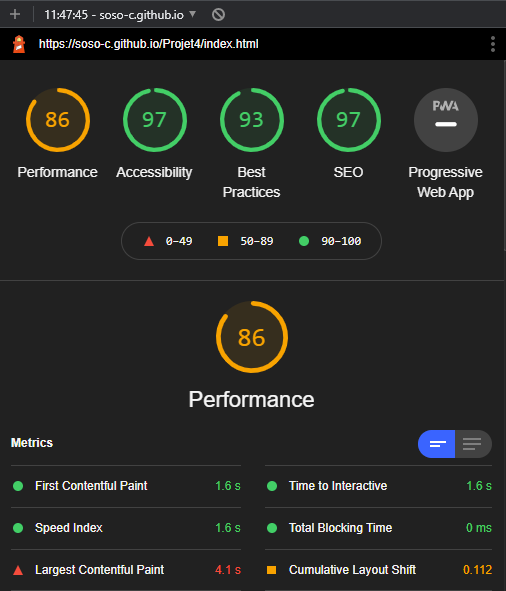 11:47:45 - soso-c.github.io
https://soso-c.github.io/Projet4/index.html
86 97 93 97 PWA
Performance Accessibility Best Practices SEO Progressive Web App
0–49 50–89 90–100
86
Performance
Metrics
First Contentful Paint 1.6 s Time to Interactive 1.6 s
Speed Index 1.6 s Total Blocking Time 0 ms
Largest Contentful Paint 4.1 s Cumulative Layout Shift 0.112